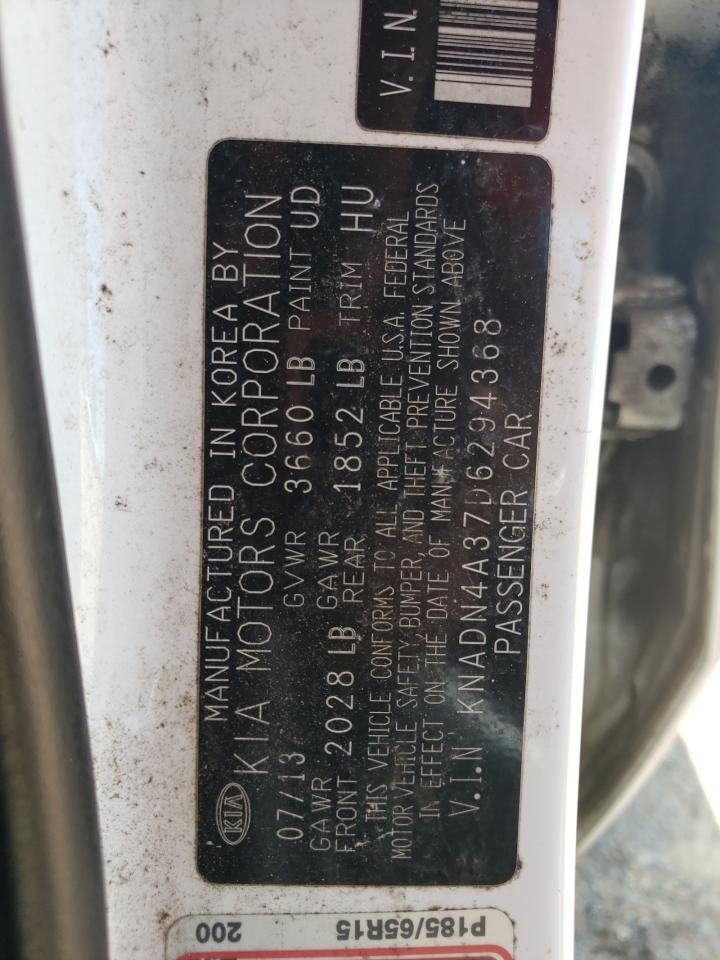 V.I.N.
MANUFACTURED IN KOREA BY
KIA KIA MOTORS CORPORATION
07/13 GVWR 3660 LB PAINT UD
GAWR FRONT 2028 LB GAWR REAR 1852 LB TRIM HU
THIS VEHICLE CONFORMS TO ALL APPLICABLE U.S.A. FEDERAL
MOTOR VEHICLE SAFETY, BUMPER, AND THEFT PREVENTION STANDARDS
IN EFFECT ON THE DATE OF MANUFACTURE SHOWN ABOVE
V.I.N KNADN4A37D6294368
PASSENGER CAR
P185/65R15
200